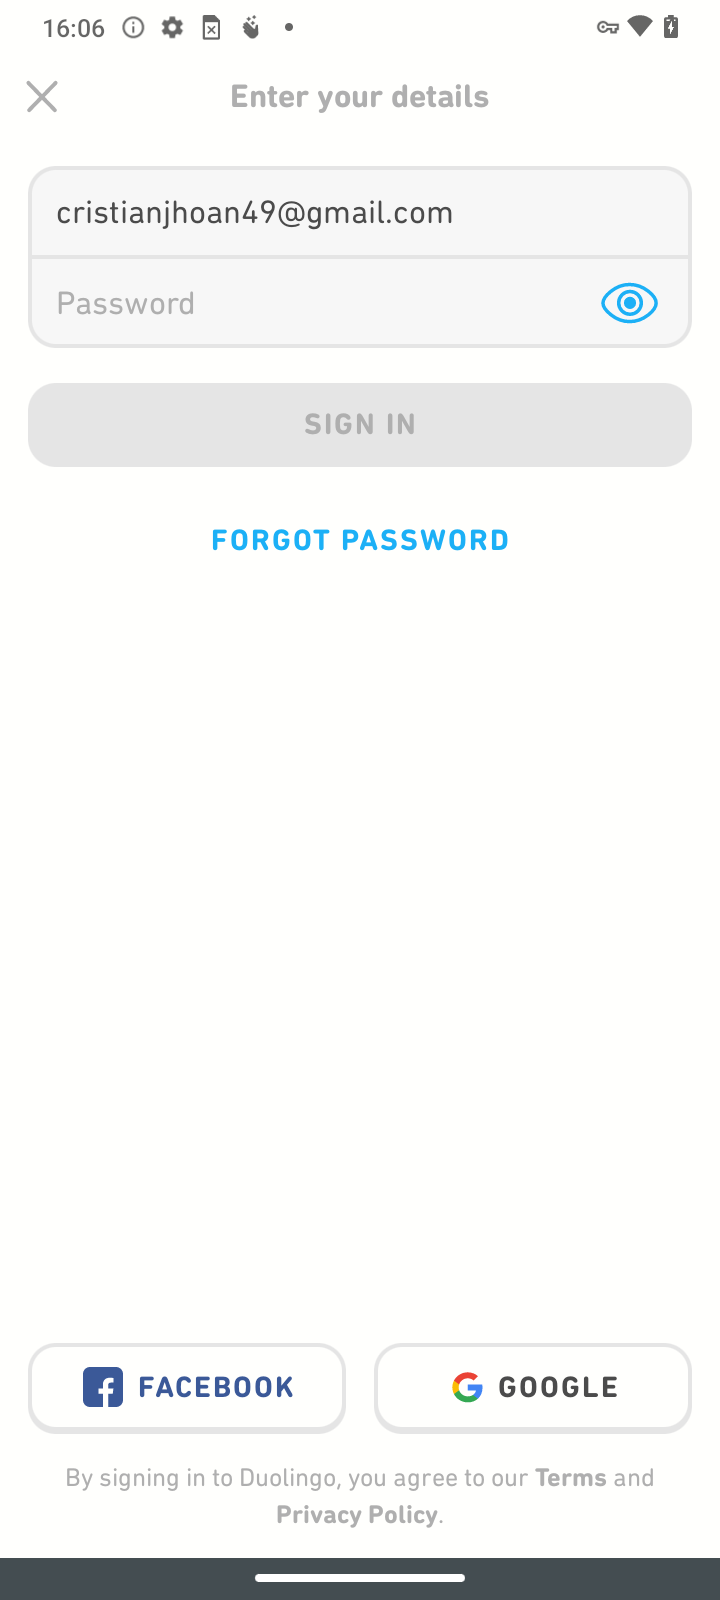 16:06
Enter your details
cristianjhoan49@gmail.com
Password
SIGN IN
FORGOT PASSWORD
FACEBOOK
GOOGLE
By signing in to Duolingo, you agree to our Terms and
Privacy Policy.